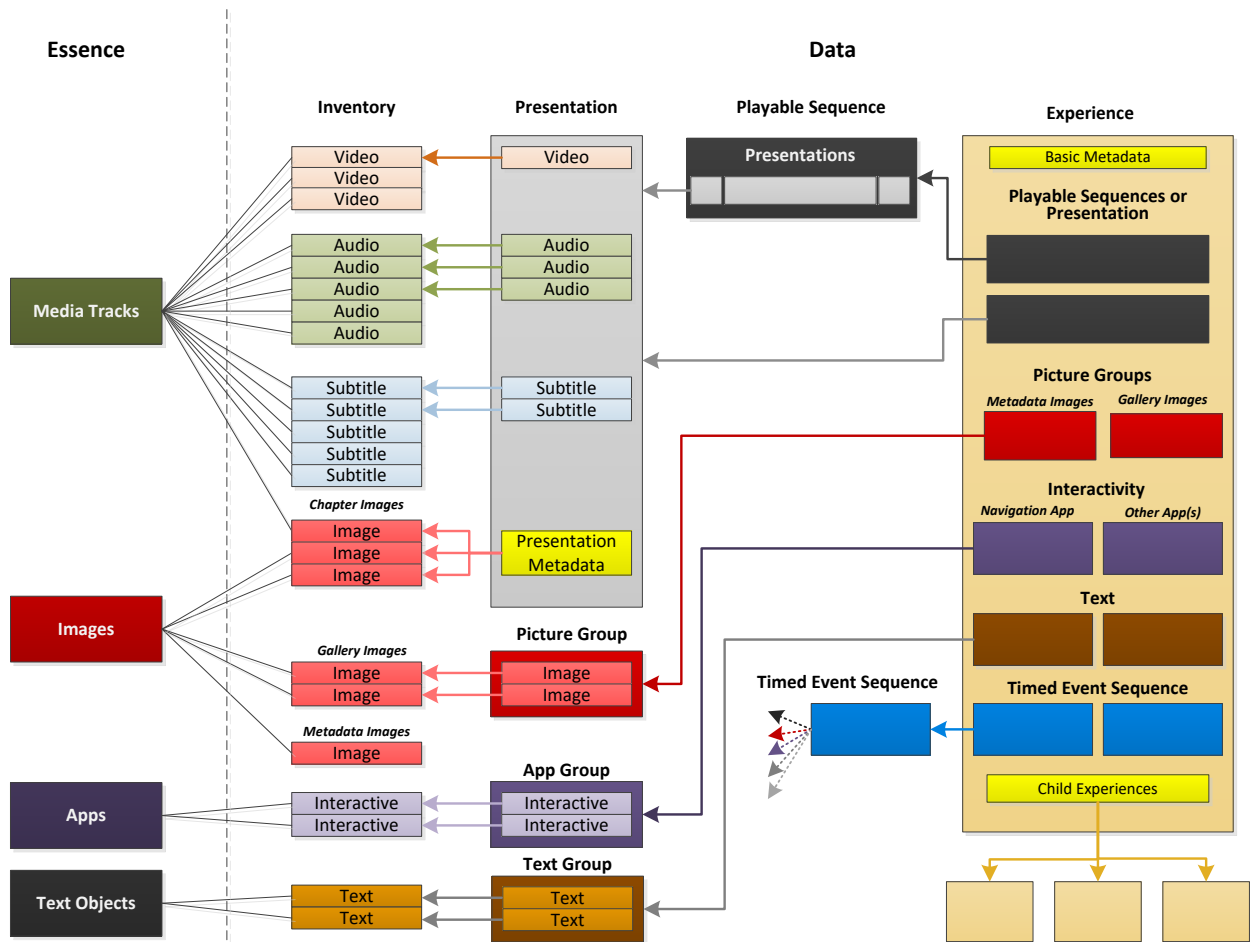 Essence
Data
Inventory
Presentation
Playable Sequence
Experience
Media Tracks
Images
Apps
Text Objects
Video
Video
Video
Audio
Audio
Audio
Audio
Audio
Subtitle
Subtitle
Subtitle
Subtitle
Subtitle
Chapter Images
Image
Image
Image
Gallery Images
Image
Image
Metadata Images
Image
Interactive
Interactive
Text
Text
Video
Audio
Audio
Audio
Subtitle
Subtitle
Presentation
Metadata
Picture Group
Image
Image
App Group
Interactive
Interactive
Text Group
Text
Text
Presentations
Timed Event Sequence
Basic Metadata
Playable Sequences or
Presentation
Picture Groups
Metadata Images
Gallery Images
Interactivity
Navigation App
Other App(s)
Text
Timed Event Sequence
Child Experiences